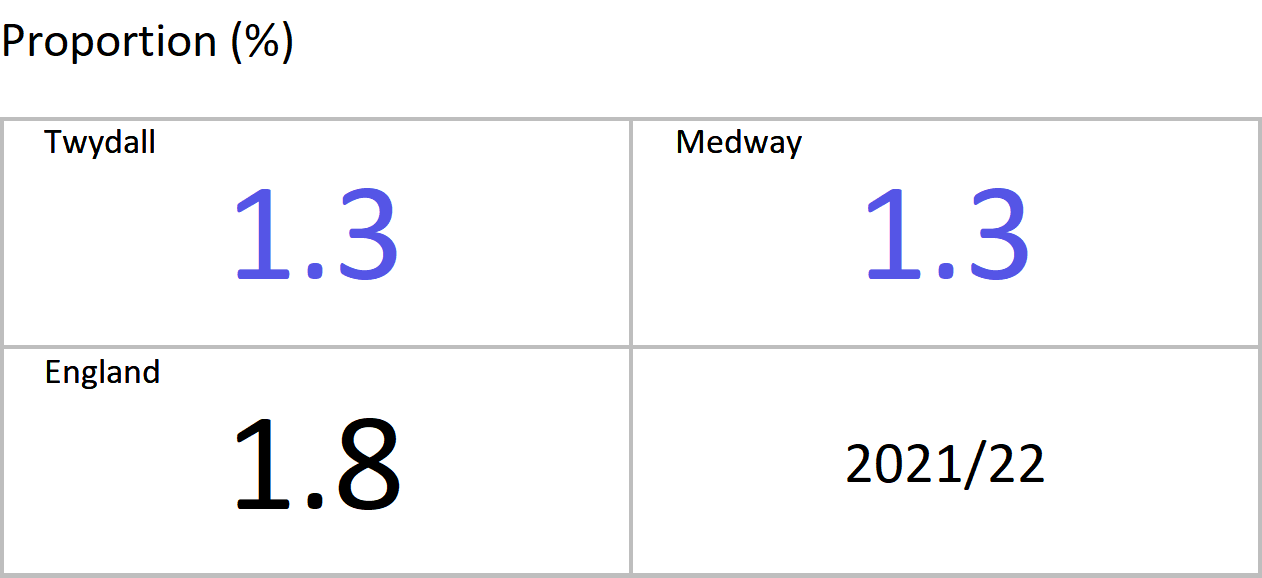 Proportion (%)
Twydall
1.3
Medway
1.3
England
1.8
2021/22